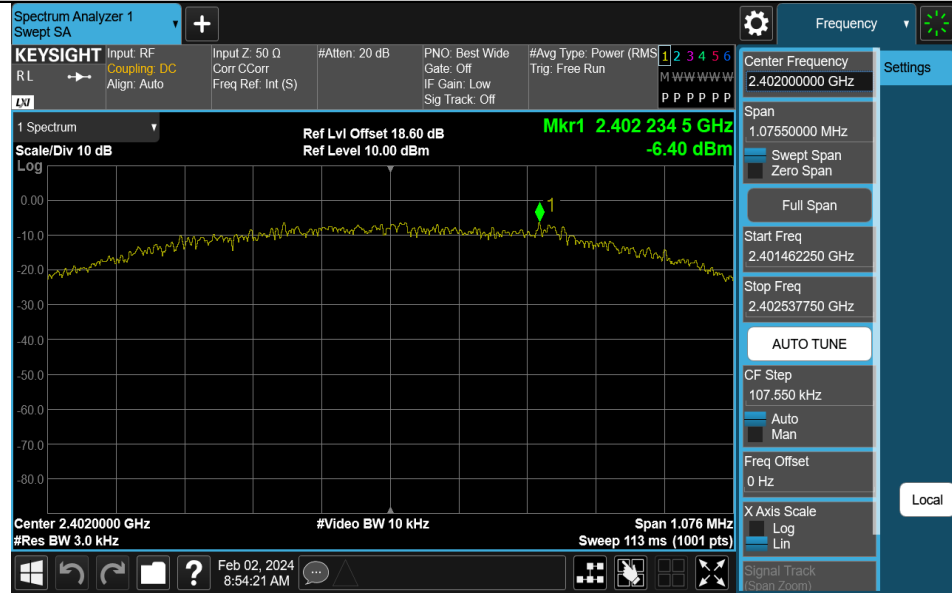 Spectrum Analyzer 1
Swept SA
+
Frequency
KEYSIGHT
R L
LXI
Input: RF
Coupling: DC
Align: Auto
Input Z: 50 Ω
Corr CCorr
Freq Ref: Int (S)
#Atten: 20 dB
PNO: Best Wide
Gate: Off
IF Gain: Low
Sig Track: Off
#Avg Type: Power (RMS
Trig: Free Run
1 2 3 4 5 6
M W W W W W
P P P P P P
1 Spectrum
Scale/Div 10 dB
Ref Lvl Offset 18.60 dB
Ref Level 10.00 dBm
Mkr1 2.402 234 5 GHz
-6.40 dBm
Log
0.00
-10.0
-20.0
-30.0
-40.0
-50.0
-60.0
-70.0
-80.0
1
Center 2.4020000 GHz
#Res BW 3.0 kHz
#Video BW 10 kHz
Span 1.076 MHz
Sweep 113 ms (1001 pts)
Center Frequency
2.402000000 GHz
Span
1.07550000 MHz
Swept Span
Zero Span
Full Span
Start Freq
2.401462250 GHz
Stop Freq
2.402537750 GHz
AUTO TUNE
CF Step
107.550 kHz
Auto
Man
Freq Offset
0 Hz
X Axis Scale
Log
Lin
Signal Track
(Span Zoom)
Settings
Local
?
Feb 02, 2024
8:54:21 AM